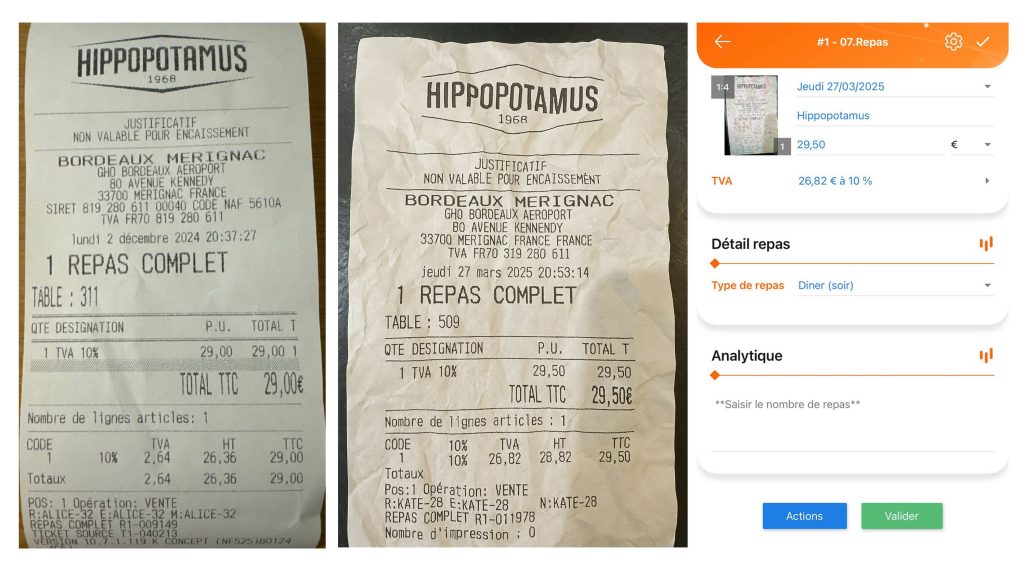 HIPPOPOTAMUS
1968
JUSTIFICATIF
NON VALABLE POUR ENCAISSEMENT
BORDEAUX MERIGNAC
GHO BORDEAUX AEROPORT
80 AVENUE KENNEDY
33700 MERIGNAC FRANCE
SIRET 819 280 611 00040 CODE NAF 5610A
TVA FR70 819 280 611
lundi 2 décembre 2024 20:37:27
1 REPAS COMPLET
TABLE : 311
QTE DESIGNATION P.U. TOTAL T
1 TVA 10% 29,00 29,00 1
TOTAL TTC 29,00€
Nombre de lignes articles: 1
CODE TVA HT TTC
1 10% 2,64 26,36 29,00
Totaux 2,64 26,36 29,00
POS: 1 Opération: VENTE
R:ALICE-32 E:ALICE-32 M:ALICE-32
REPAS COMPLET R1-009149
TICKET SOURCE T1-040213
VERSION 10.7.1.119 K CONCEPT (NF525)80124
HIPPOPOTAMUS
1968
JUSTIFICATIF
NON VALABLE POUR ENCAISSEMENT
BORDEAUX MERIGNAC
GHO BORDEAUX AEROPORT
80 AVENUE KENNENDY
33700 MERIGNAC FRANCE FRANCE
TVA FR70 319 280 611
jeudi 27 mars 2025 20:53:14
1 REPAS COMPLET
TABLE : 509
QTE DESIGNATION P.U. TOTAL T
1 TVA 10% 29,50 29,50
TOTAL TTC 29,50€
Nombre de lignes articles : 1
CODE 10% TVA HT TTC
1 10% 26,82 28,82 29,50
Totaux
Pos:1 Opération: VENTE
R:KATE-28 E:KATE-28 N:KATE-28
REPAS COMPLET R1-011978
Nombre d'impression : 0
#1 - 07.Repas
1:4
1
Jeudi 27/03/2025
Hippopotamus
29,50 €
TVA 26,82 € à 10 %
Détail repas
Type de repas Diner (soir)
Analytique
**Saisir le nombre de repas**
Actions
Valider